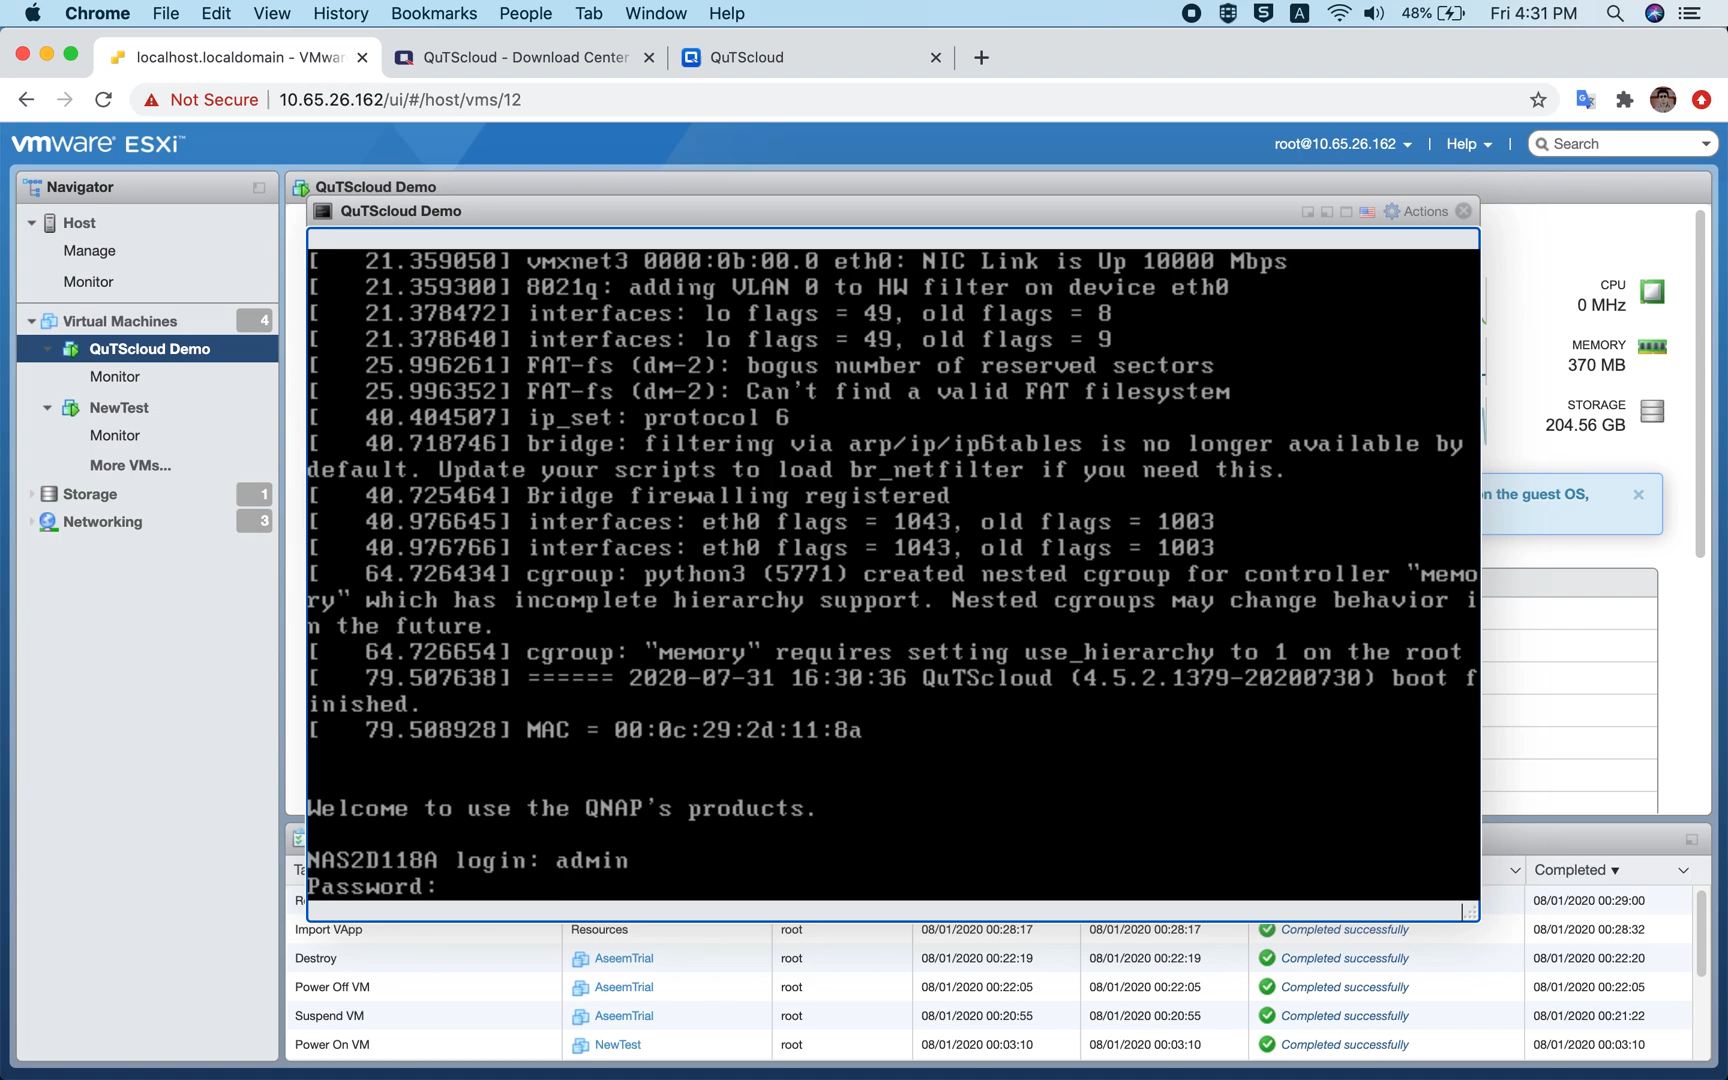 Chrome File Edit View History Bookmarks People Tab Window Help 48% Fri 4:31 PM
localhost.localdomain - VMwar QuTScloud - Download Center QuTScloud
Not Secure 10.65.26.162/ui/#/host/vms/12
vmware ESXi™ root@10.65.26.162 | Help | Search
Navigator
Host
Manage
Monitor
Virtual Machines 4
QuTScloud Demo
Monitor
NewTest
Monitor
More VMs...
Storage 1
Networking 3
QuTScloud Demo
QuTScloud Demo Actions
[ 21.359050] vmxnet3 0000:0b:00.0 eth0: NIC Link is Up 10000 Mbps
[ 21.359300] 8021q: adding VLAN 0 to HW filter on device eth0
[ 21.378472] interfaces: lo flags = 49, old flags = 8
[ 21.378640] interfaces: lo flags = 49, old flags = 9
[ 25.996261] FAT-fs (dm-2): bogus number of reserved sectors
[ 25.996352] FAT-fs (dm-2): Can't find a valid FAT filesystem
[ 40.404507] ip_set: protocol 6
[ 40.718746] bridge: filtering via arp/ip/ip6tables is no longer available by
default. Update your scripts to load br_netfilter if you need this.
[ 40.725464] Bridge firewalling registered
[ 40.976645] interfaces: eth0 flags = 1043, old flags = 1003
[ 40.976766] interfaces: eth0 flags = 1043, old flags = 1003
[ 64.726434] cgroup: python3 (5771) created nested cgroup for controller "memo
ry" which has incomplete hierarchy support. Nested cgroups may change behavior i
n the future.
[ 64.726654] cgroup: "memory" requires setting use_hierarchy to 1 on the root
[ 79.507638] ====== 2020-07-31 16:30:36 QuTScloud (4.5.2.1379-20200730) boot f
inished.
[ 79.508928] MAC = 00:0c:29:2d:11:8a
Welcome to use the QNAP's products.
NAS2D118A login: admin
Password:
CPU
0 MHz
MEMORY
370 MB
STORAGE
204.56 GB
n the guest OS,
Completed
08/01/2020 00:29:00
Import VApp Resources root 08/01/2020 00:28:17 08/01/2020 00:28:17 Completed successfully 08/01/2020 00:28:32
Destroy AseemTrial root 08/01/2020 00:22:19 08/01/2020 00:22:19 Completed successfully 08/01/2020 00:22:20
Power Off VM AseemTrial root 08/01/2020 00:22:05 08/01/2020 00:22:05 Completed successfully 08/01/2020 00:22:05
Suspend VM AseemTrial root 08/01/2020 00:20:55 08/01/2020 00:20:55 Completed successfully 08/01/2020 00:21:22
Power On VM NewTest root 08/01/2020 00:03:10 08/01/2020 00:03:10 Completed successfully 08/01/2020 00:03:10